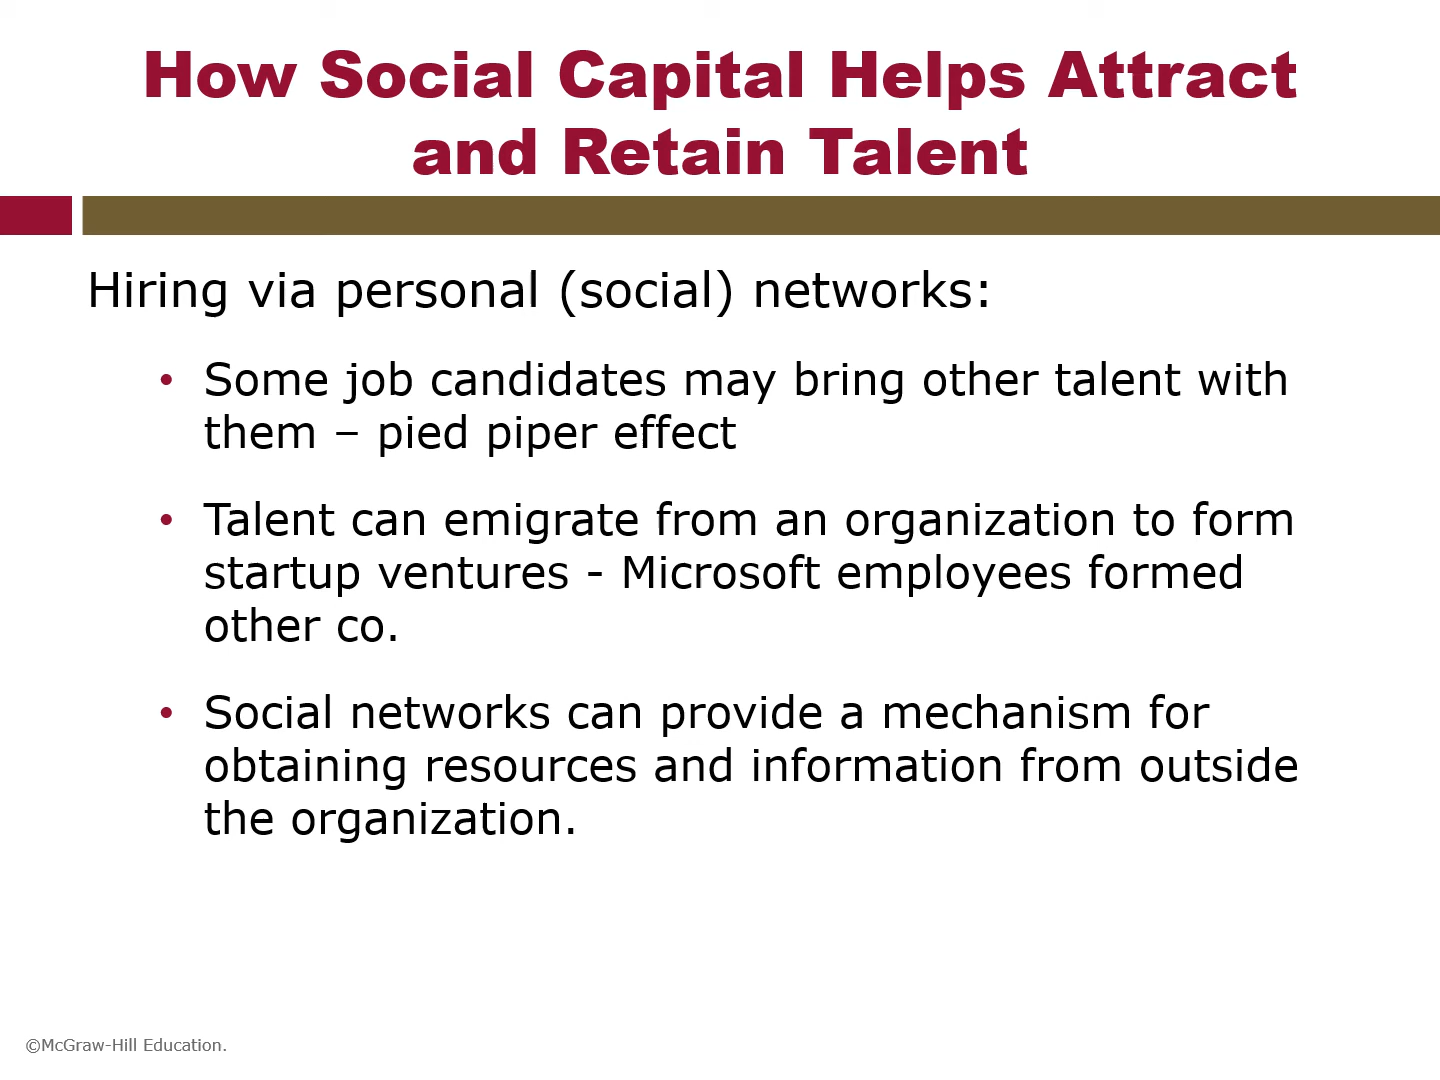 How Social Capital Helps Attract
and Retain Talent
Hiring via personal (social) networks:
• Some job candidates may bring other talent with
them – pied piper effect
• Talent can emigrate from an organization to form
startup ventures - Microsoft employees formed
other co.
• Social networks can provide a mechanism for
obtaining resources and information from outside
the organization.
©McGraw-Hill Education.